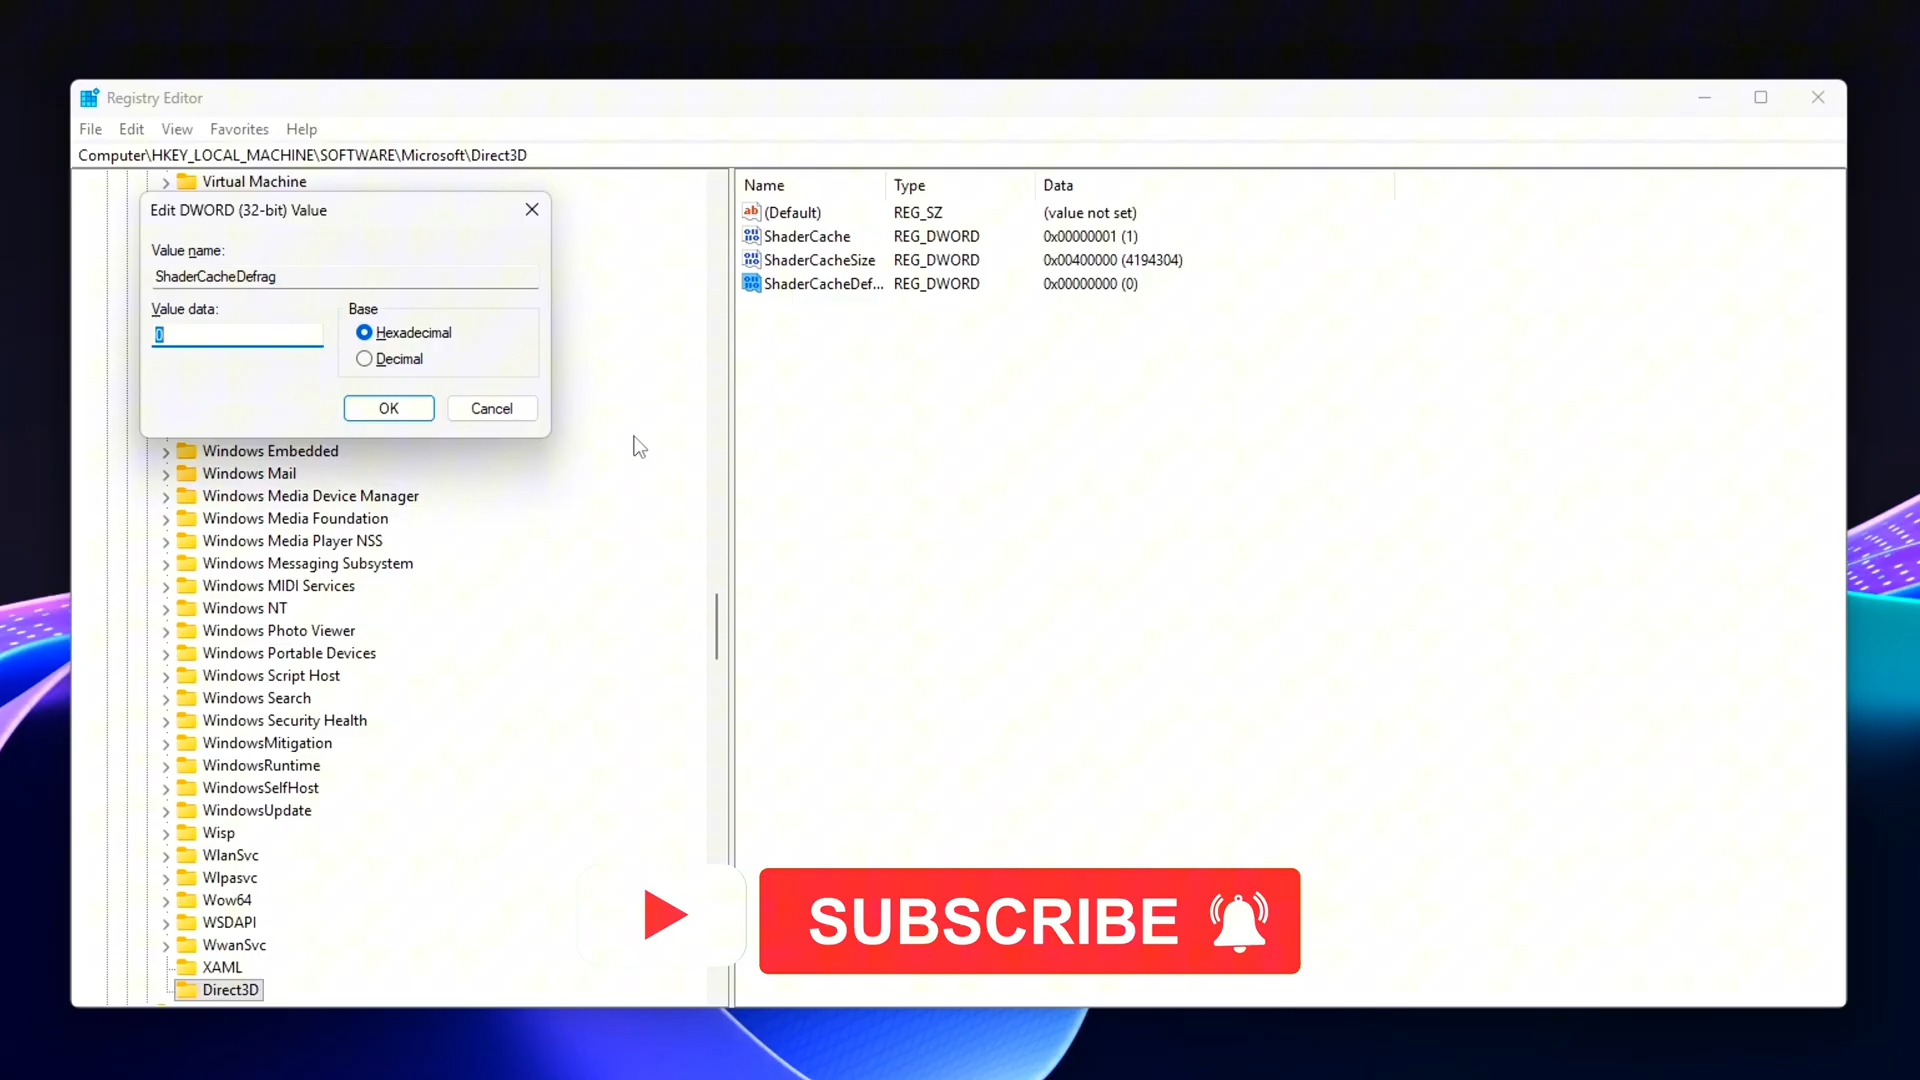 Registry Editor
File Edit View Favorites Help
Computer\HKEY_LOCAL_MACHINE\SOFTWARE\Microsoft\Direct3D
Virtual Machine
Edit DWORD (32-bit) Value
Value name:
ShaderCacheDefrag
Value data:
0
Base
Hexadecimal
Decimal
OK Cancel
Windows Embedded
Windows Mail
Windows Media Device Manager
Windows Media Foundation
Windows Media Player NSS
Windows Messaging Subsystem
Windows MIDI Services
Windows NT
Windows Photo Viewer
Windows Portable Devices
Windows Script Host
Windows Search
Windows Security Health
WindowsMitigation
WindowsRuntime
WindowsSelfHost
WindowsUpdate
Wisp
WlanSvc
Wlpasvc
Wow64
WSDAPI
WwanSvc
XAML
Direct3D
Name Type Data
(Default) REG_SZ (value not set)
ShaderCache REG_DWORD 0x00000001 (1)
ShaderCacheSize REG_DWORD 0x00400000 (4194304)
ShaderCacheDef... REG_DWORD 0x00000000 (0)
SUBSCRIBE